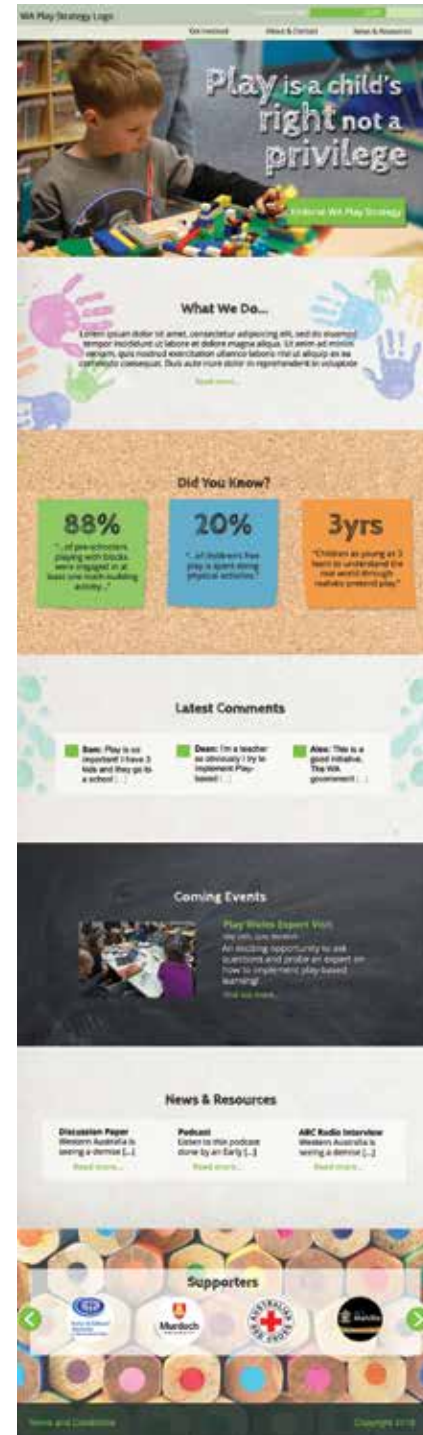 WA Play Strategy Logo
Get Involved About & Contact News & Resources
Play is a child's
right not a
privilege
Endorse WA Play Strategy
What We Do...
Lorem ipsum dolor sit amet, consectetur adipiscing elit, sed do eiusmod
tempor incididunt ut labore et dolore magna aliqua. Ut enim ad minim
veniam, quis nostrud exercitation ullamco laboris nisi ut aliquip ex ea
commodo consequat. Duis aute irure dolor in reprehenderit in voluptate
Read more...
Did You Know?
88%
"...of pre-schoolers
playing with blocks
were engaged in at
least one math-building
activity..."
20%
"...of children's free
play is spent doing
physical activities."
3yrs
"Children as young as 3
learn to understand the
real world through
realistic pretend play."
Latest Comments
Sam: Play is so
important! I have 3
kids and they go to
a school [...]
Dean: I'm a teacher
so obviously I try to
implement Play-
based [...]
Alex: This is a
good initiative.
The WA
government [...]
Coming Events
Play Wales Expert Visit
An exciting opportunity to ask
questions and probe an expert on
how to implement play-based
learning!
Find out more...
News & Resources
Discussion Paper
Western Australia is
seeing a demise [...]
Read more...
Podcast
Listen to this podcast
done by an Early [...]
Read more...
ABC Radio Interview
Western Australia is
seeing a demise [...]
Read more...
Supporters
Murdoch
UNIVERSITY
AUSTRALIAN
RED CROSS
Melville
Terms and Conditions
Copyright 2016